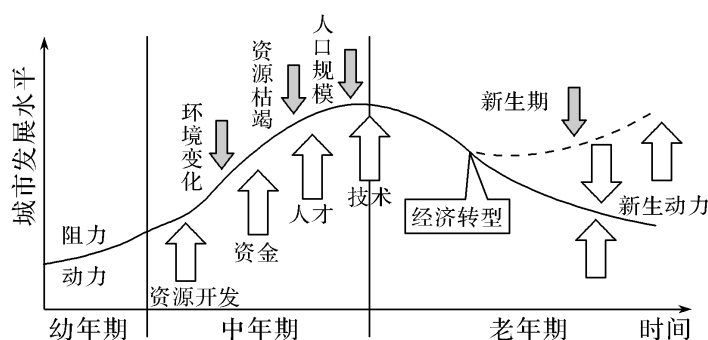 城市发展水平
阻力
动力
环境变化
资源枯竭
人口规模
资源开发
资金
人才
技术
新生期
经济转型
新生动力
幼年期
中年期
老年期
时间